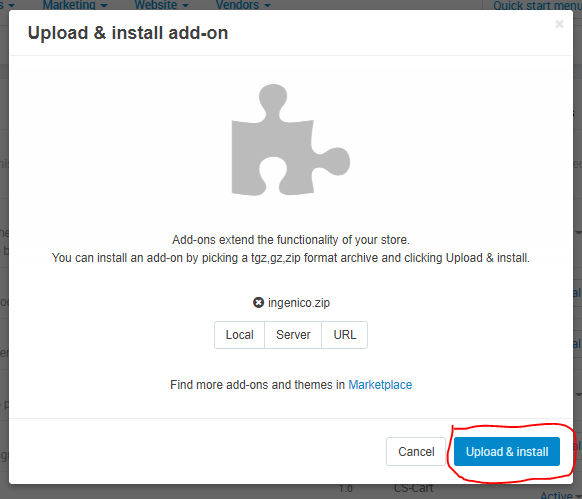 Marketing Website Vendors Quick start menu
Upload & install add-on
Add-ons extend the functionality of your store.
You can install an add-on by picking a tgz,gz,zip format archive and clicking Upload & install.
ingenico.zip
Local Server URL
Find more add-ons and themes in Marketplace
Cancel Upload & install
1.0 CS-Cart
Active